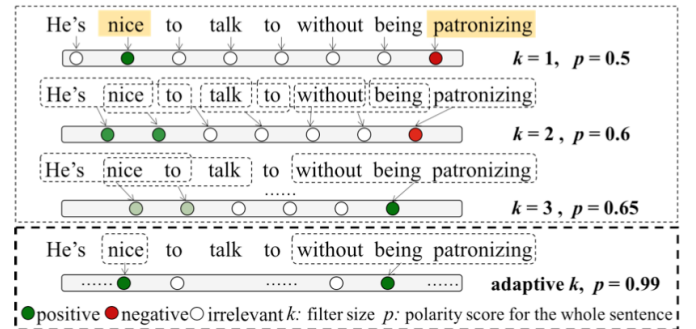 He's nice to talk to without being patronizing
k = 1, p = 0.5
He's nice to talk to without being patronizing
k = 2 , p = 0.6
He's nice to talk to without being patronizing
......
k = 3 , p = 0.65
He's nice to talk to without being patronizing
...... ...... ...... adaptive k, p = 0.99
positive negative irrelevant k: filter size p: polarity score for the whole sentence